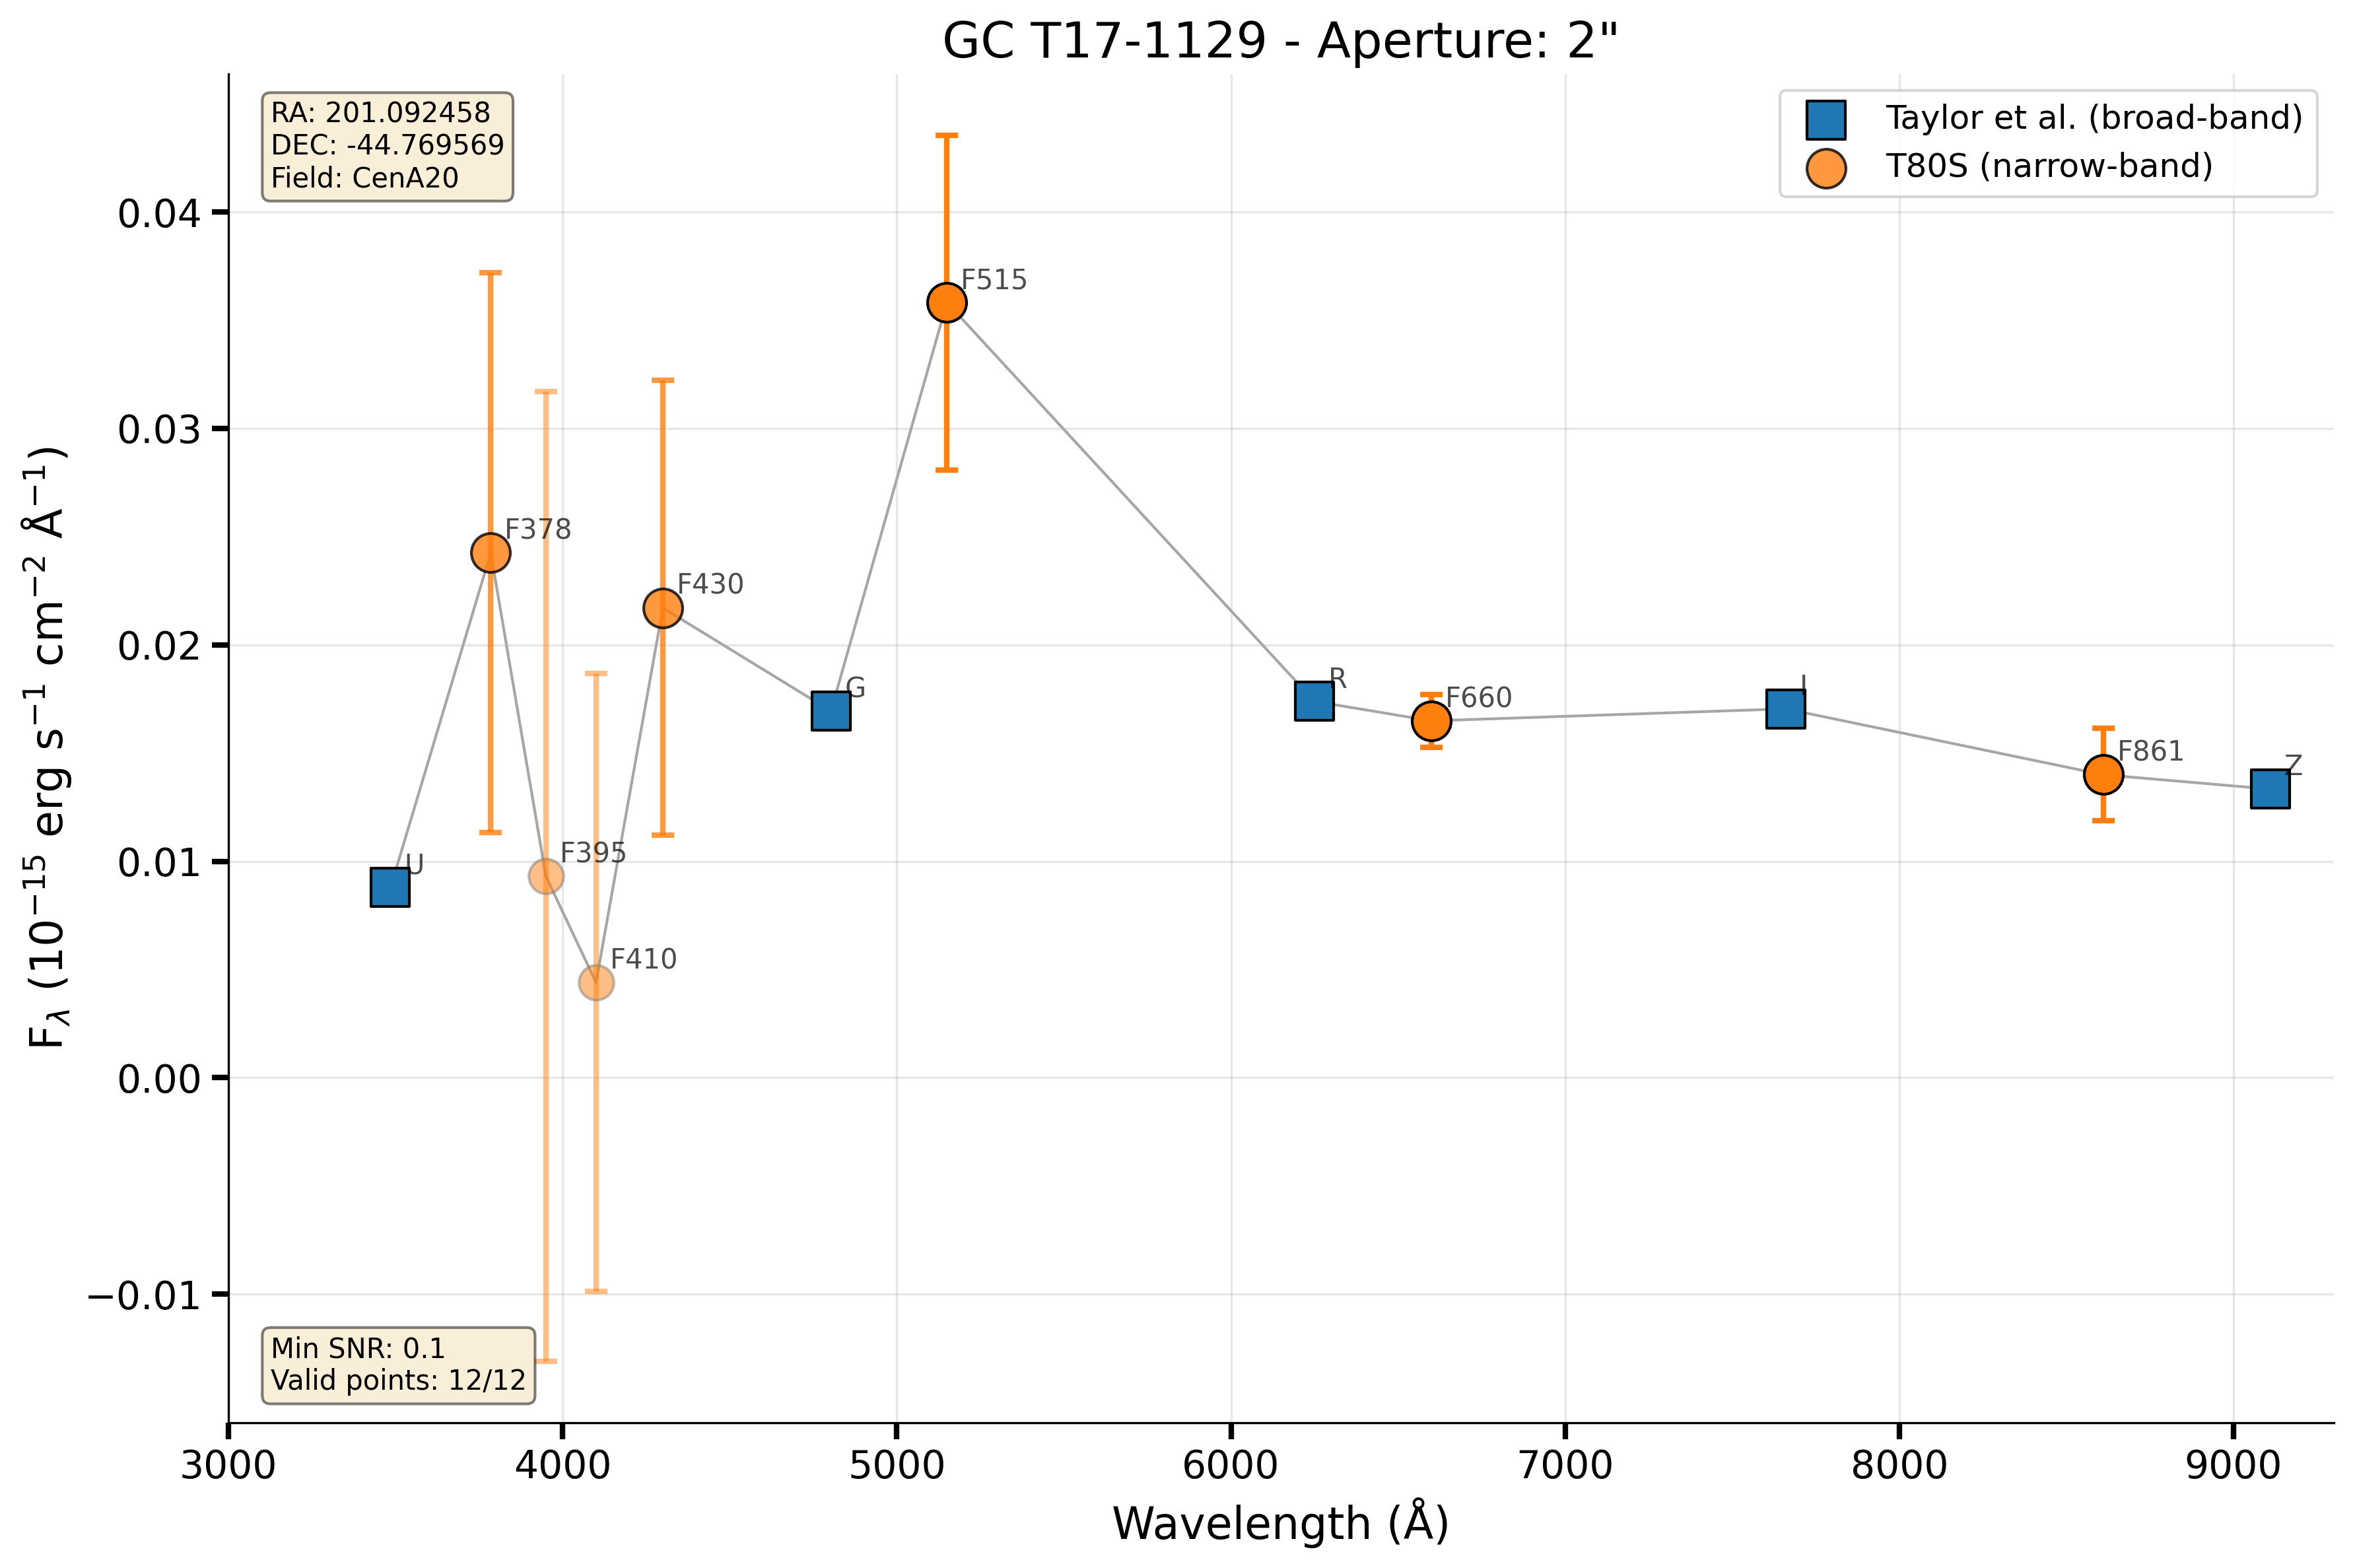 GC T17-1129 - Aperture: 2"
RA: 201.092458
DEC: -44.769569
Field: CenA20
Taylor et al. (broad-band)
T80S (narrow-band)
F_λ (10⁻¹⁵ erg s⁻¹ cm⁻² Å⁻¹)
0.04
0.03
0.02
0.01
0.00
−0.01
U
F378
F395
F410
F430
G
F515
R
F660
I
F861
Z
Min SNR: 0.1
Valid points: 12/12
3000 4000 5000 6000 7000 8000 9000
Wavelength (Å)